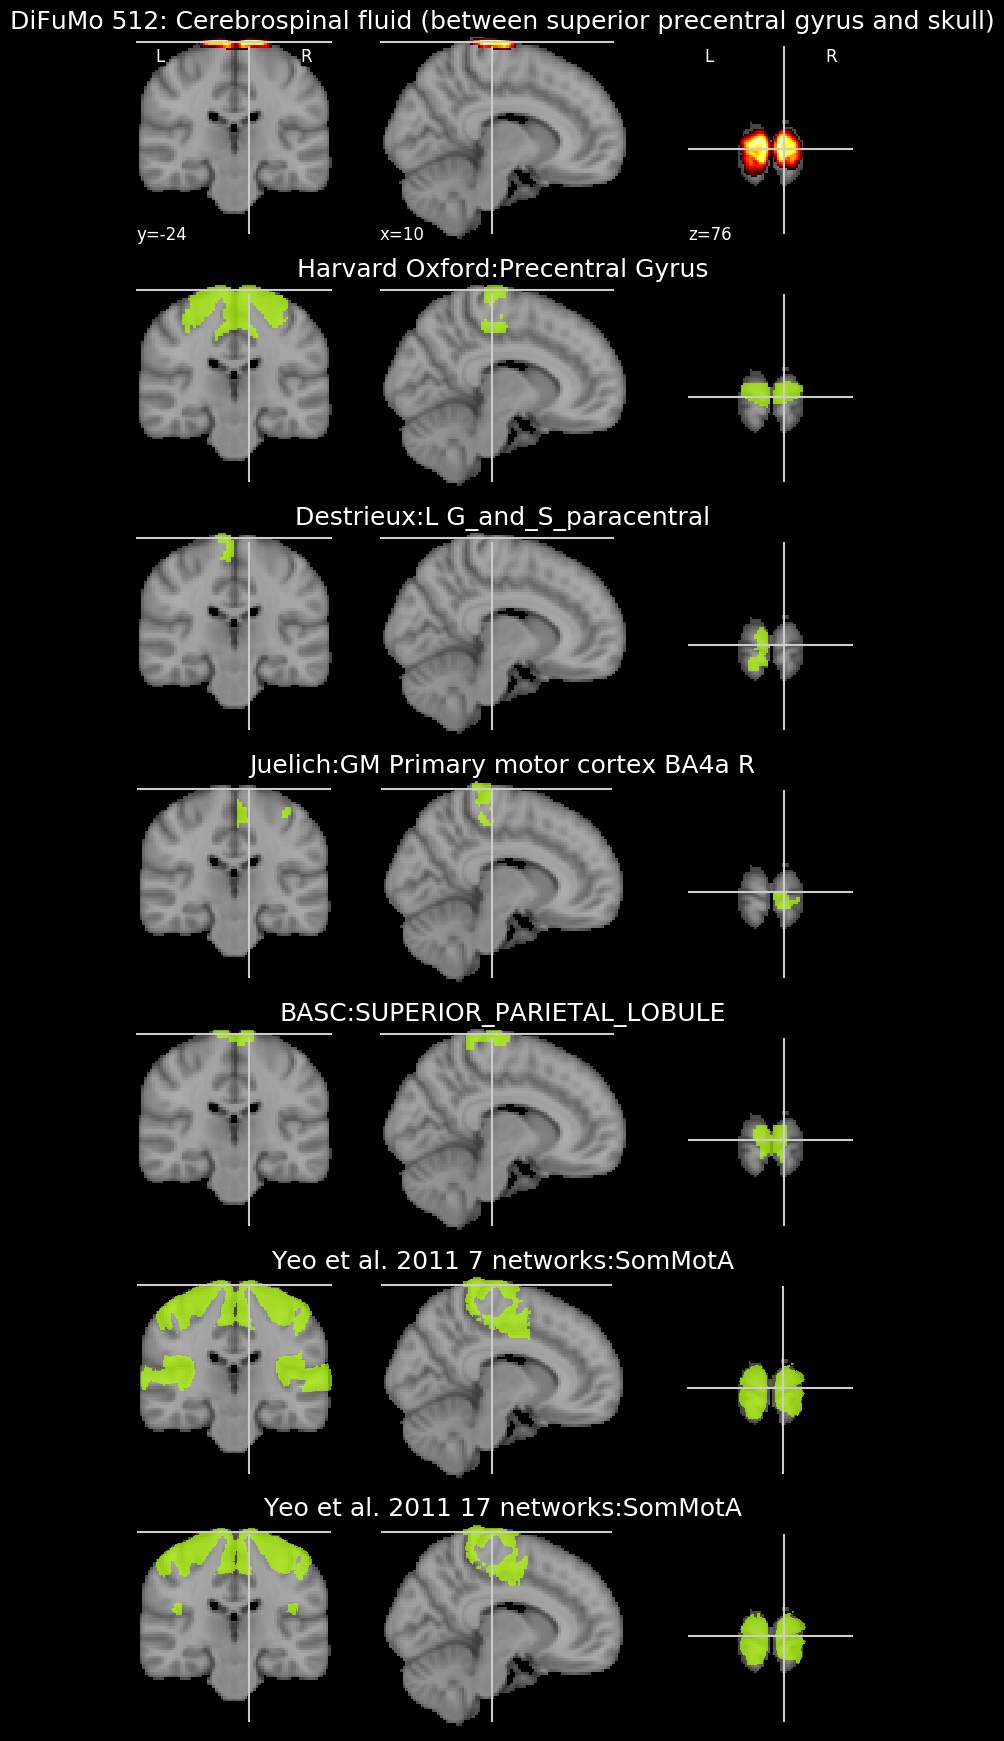 DiFuMo 512: Cerebrospinal fluid (between superior precentral gyrus and skull)
L R L R
y=-24 x=10 z=76
Harvard Oxford:Precentral Gyrus
Destrieux:L G_and_S_paracentral
Juelich:GM Primary motor cortex BA4a R
BASC:SUPERIOR_PARIETAL_LOBULE
Yeo et al. 2011 7 networks:SomMotA
Yeo et al. 2011 17 networks:SomMotA